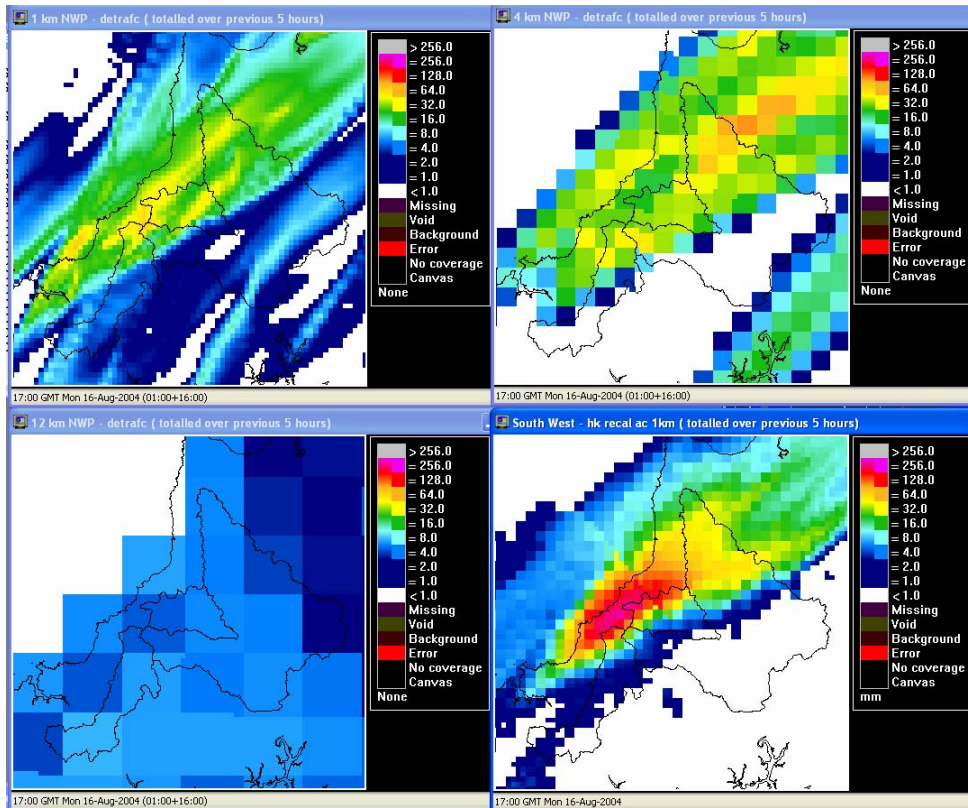 1 km NWP - detrafc ( totalled over previous 5 hours)
> 256.0
= 256.0
= 128.0
= 64.0
= 32.0
= 16.0
= 8.0
= 4.0
= 2.0
= 1.0
< 1.0
Missing
Void
Background
Error
No coverage
Canvas
None
17:00 GMT Mon 16-Aug-2004 (01:00+16:00)
4 km NWP - detrafc ( totalled over previous 5 hours)
> 256.0
= 256.0
= 128.0
= 64.0
= 32.0
= 16.0
= 8.0
= 4.0
= 2.0
= 1.0
< 1.0
Missing
Void
Background
Error
No coverage
Canvas
None
17:00 GMT Mon 16-Aug-2004 (01:00+16:00)
12 km NWP - detrafc ( totalled over previous 5 hours)
> 256.0
= 256.0
= 128.0
= 64.0
= 32.0
= 16.0
= 8.0
= 4.0
= 2.0
= 1.0
< 1.0
Missing
Void
Background
Error
No coverage
Canvas
None
17:00 GMT Mon 16-Aug-2004 (01:00+16:00)
South West - hk recal ac 1km ( totalled over previous 5 hours)
> 256.0
= 256.0
= 128.0
= 64.0
= 32.0
= 16.0
= 8.0
= 4.0
= 2.0
= 1.0
< 1.0
Missing
Void
Background
Error
No coverage
Canvas
mm
17:00 GMT Mon 16-Aug-2004